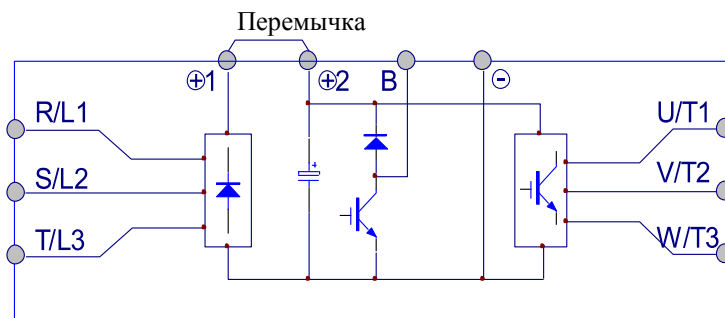 Перемычка
⊕1 ⊕2 B ⊖
R/L1 U/T1
S/L2 V/T2
T/L3 W/T3
+